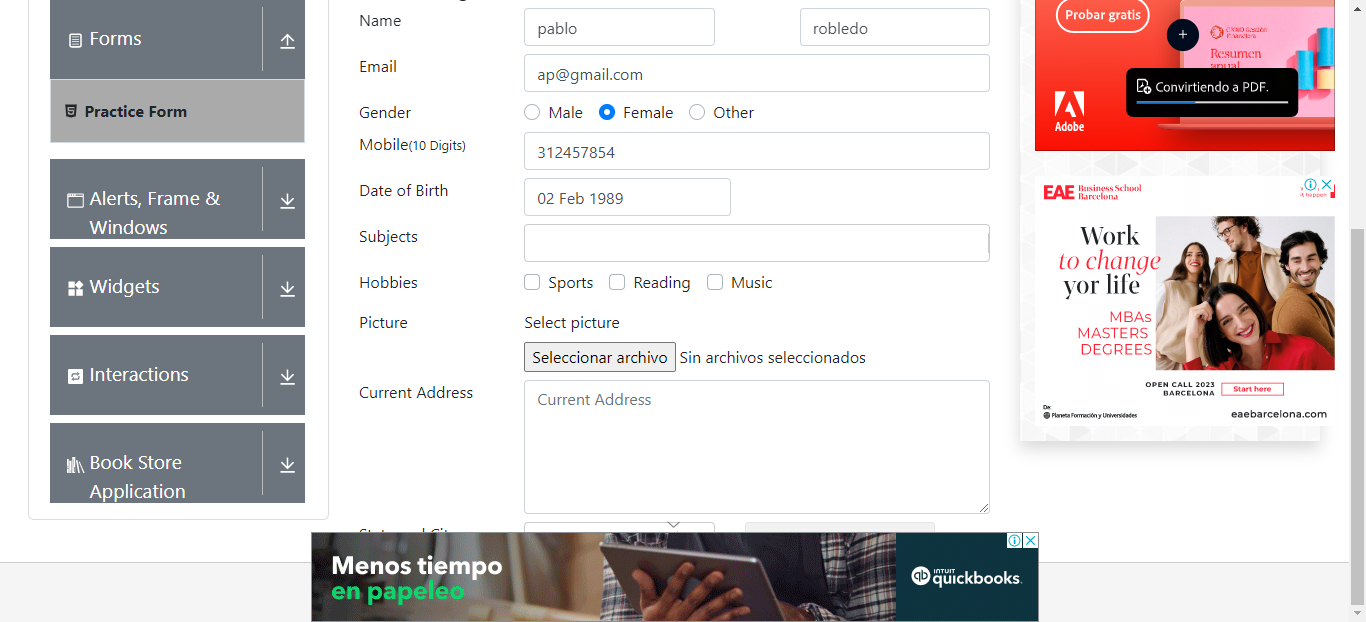 Forms
Practice Form
Alerts, Frame &
Windows
Widgets
Interactions
Book Store
Application
Name
pablo
robledo
Email
ap@gmail.com
Gender
Male
Female
Other
Mobile(10 Digits)
312457854
Date of Birth
02 Feb 1989
Subjects
Hobbies
Sports
Reading
Music
Picture
Select picture
Seleccionar archivo Sin archivos seleccionados
Current Address
Current Address
Probar gratis
Resumen
anual
Convirtiendo a PDF.
Adobe
EAE Business School
Barcelona
it happen
Work
to change
yor life
MBAs
MASTERS
DEGREES
OPEN CALL 2023
BARCELONA
Start here
De:
Planeta Formación y Universidades
eaebarcelona.com
Menos tiempo
en papeleo
INTUIT
quickbooks